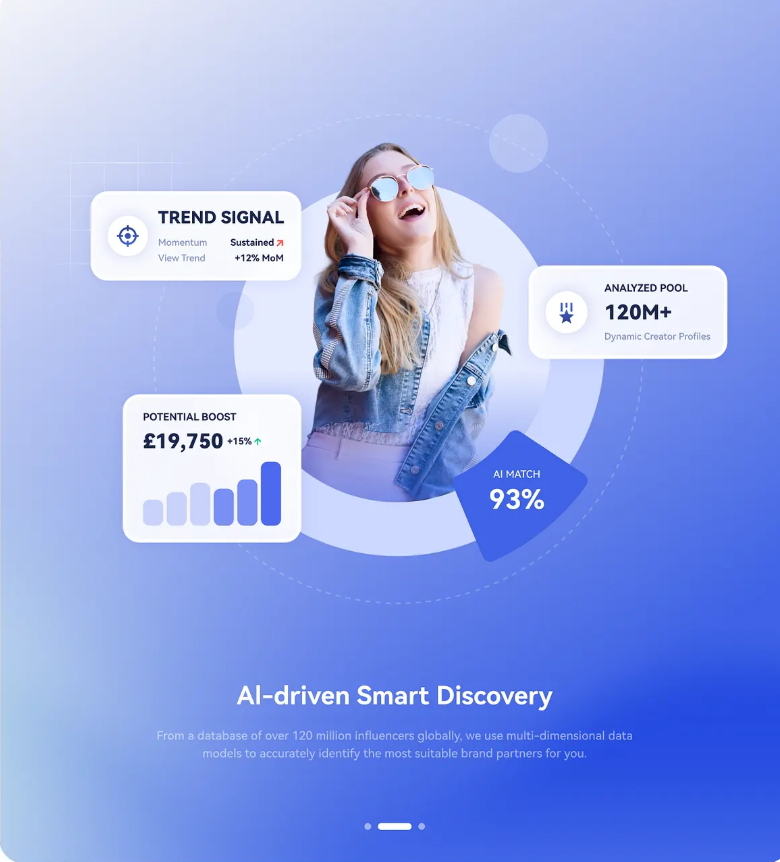 TREND SIGNAL
Momentum Sustained
View Trend +12% MoM
ANALYZED POOL
120M+
Dynamic Creator Profiles
POTENTIAL BOOST
£19,750 +15%
AI MATCH
93%
AI-driven Smart Discovery
From a database of over 120 million influencers globally, we use multi-dimensional data
models to accurately identify the most suitable brand partners for you.